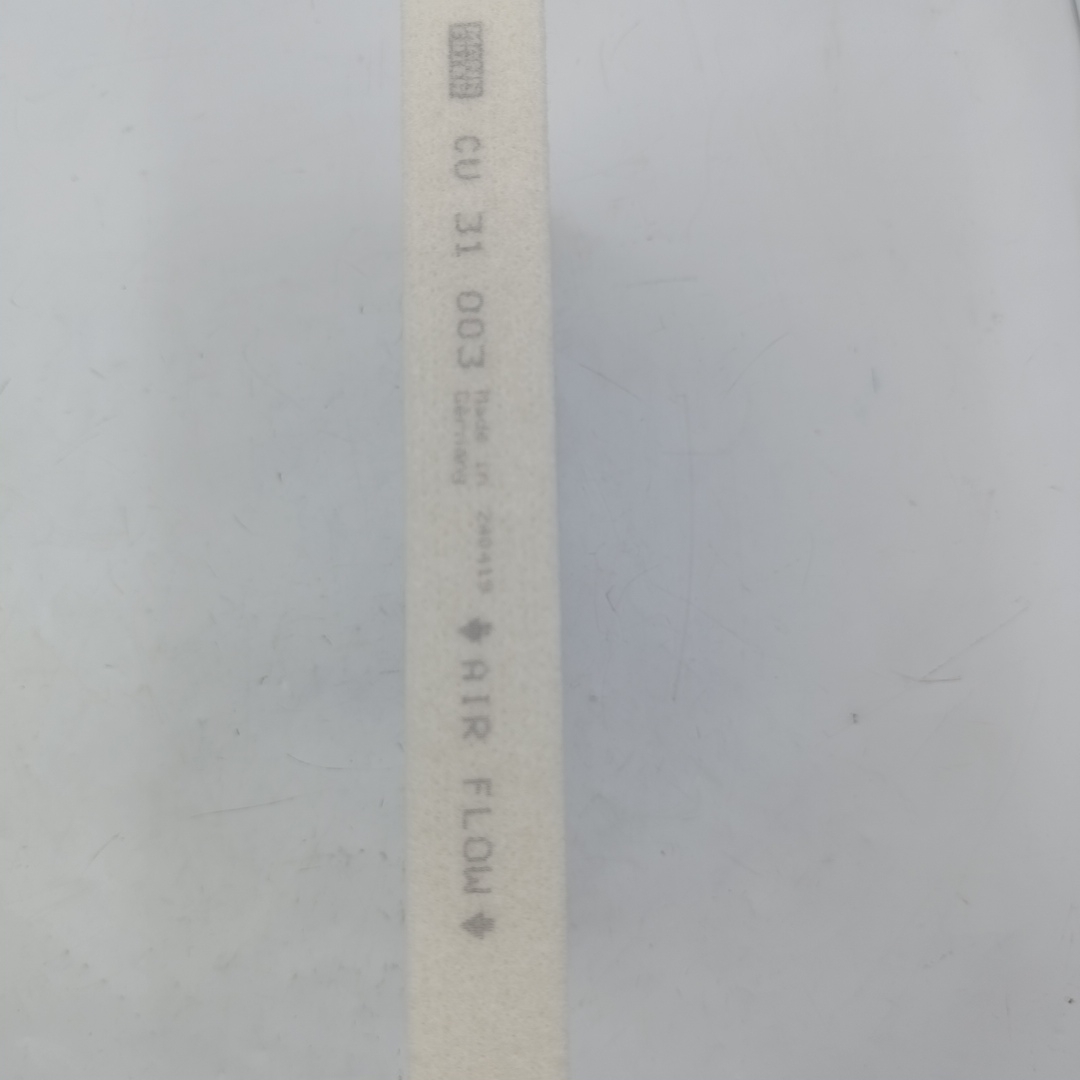 CU 31 003
Made in
Germany
240419
AIR FLOW